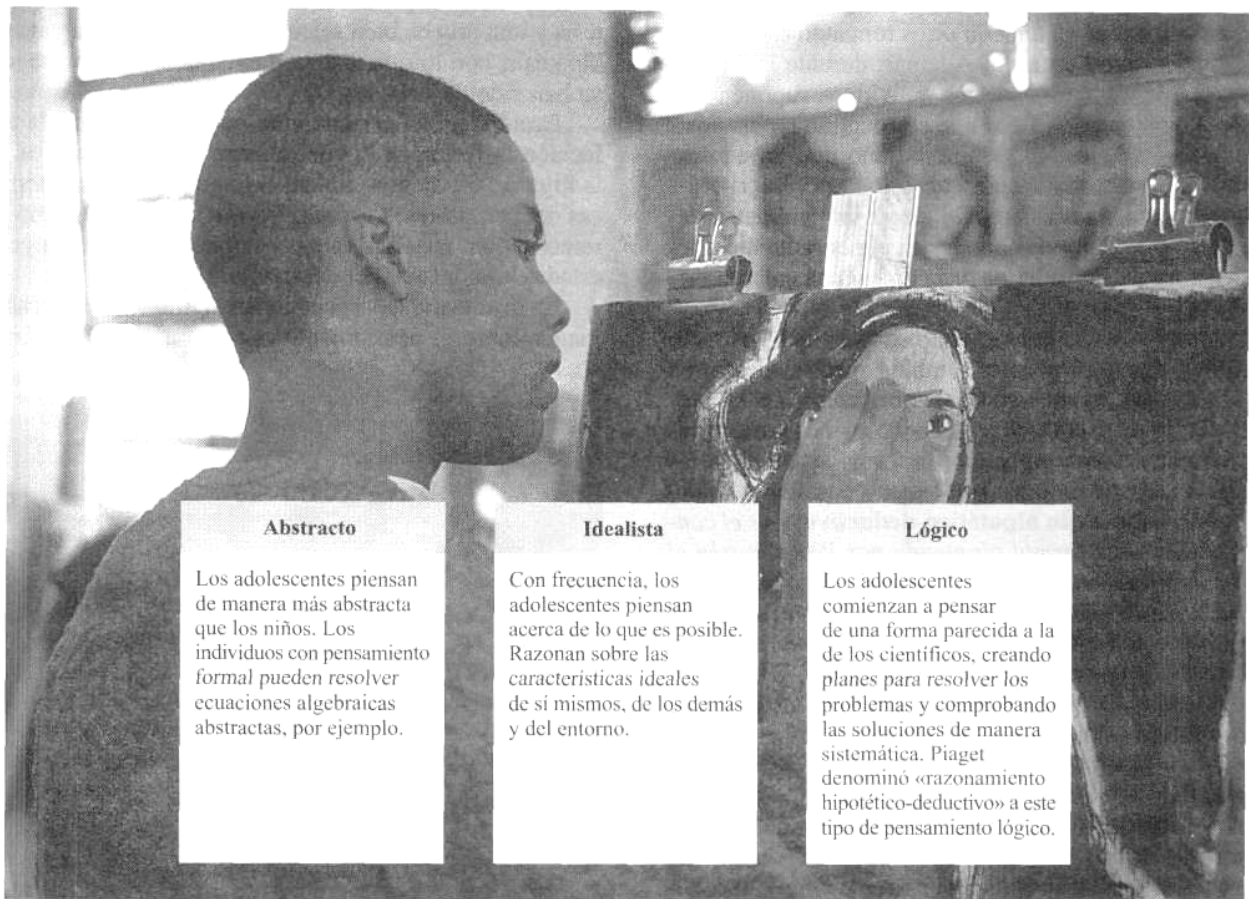 Abstracto
Los adolescentes piensan
de manera más abstracta
que los niños. Los
individuos con pensamiento
formal pueden resolver
ecuaciones algebraicas
abstractas, por ejemplo.
Idealista
Con frecuencia, los
adolescentes piensan
acerca de lo que es posible.
Razonan sobre las
características ideales
de sí mismos, de los demás
y del entorno.
Lógico
Los adolescentes
comienzan a pensar
de una forma parecida a la
de los científicos, creando
planes para resolver los
problemas y comprobando
las soluciones de manera
sistemática. Piaget
denominó «razonamiento
hipotético-deductivo» a este
tipo de pensamiento lógico.